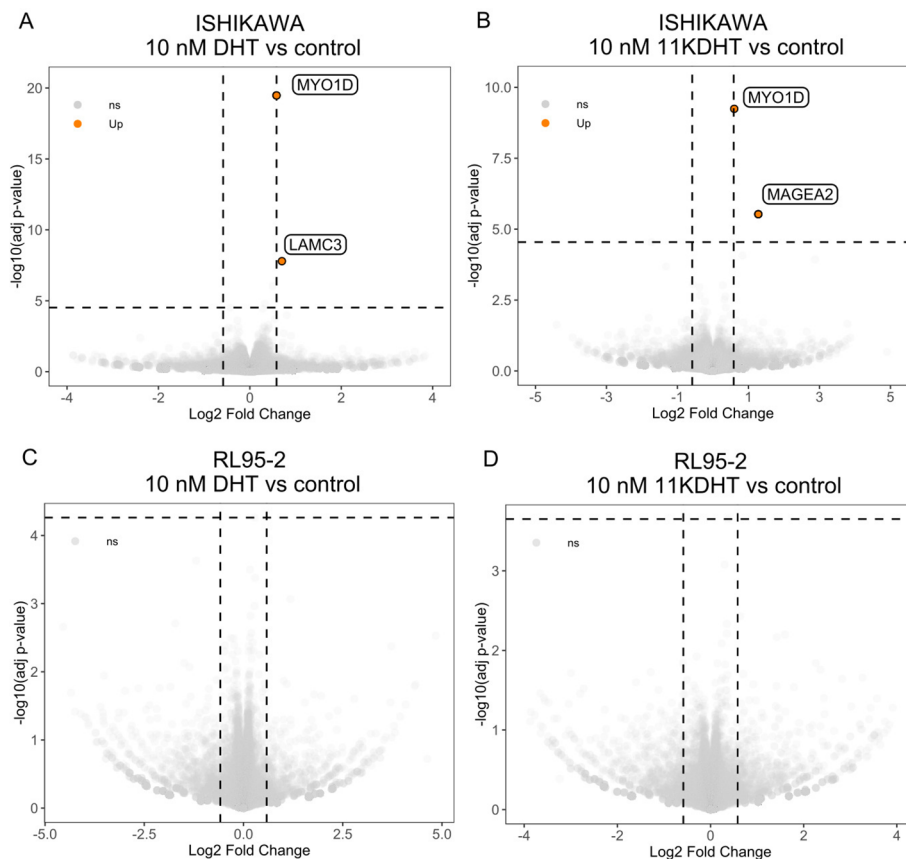 A
ISHIKAWA
10 nM DHT vs control
20
15
10
5
0
-log10(adj p-value)
ns
Up
MYO1D
LAMC3
-4
-2
0
2
4
Log2 Fold Change
B
ISHIKAWA
10 nM 11KDHT vs control
10.0
7.5
5.0
2.5
0.0
-log10(adj p-value)
ns
Up
MYO1D
MAGEA2
-5
-3
-1
1
3
5
Log2 Fold Change
C
RL95-2
10 nM DHT vs control
4
3
2
1
0
-log10(adj p-value)
ns
-5.0
-2.5
0.0
2.5
5.0
Log2 Fold Change
D
RL95-2
10 nM 11KDHT vs control
3
2
1
0
-log10(adj p-value)
ns
-4
-2
0
2
4
Log2 Fold Change